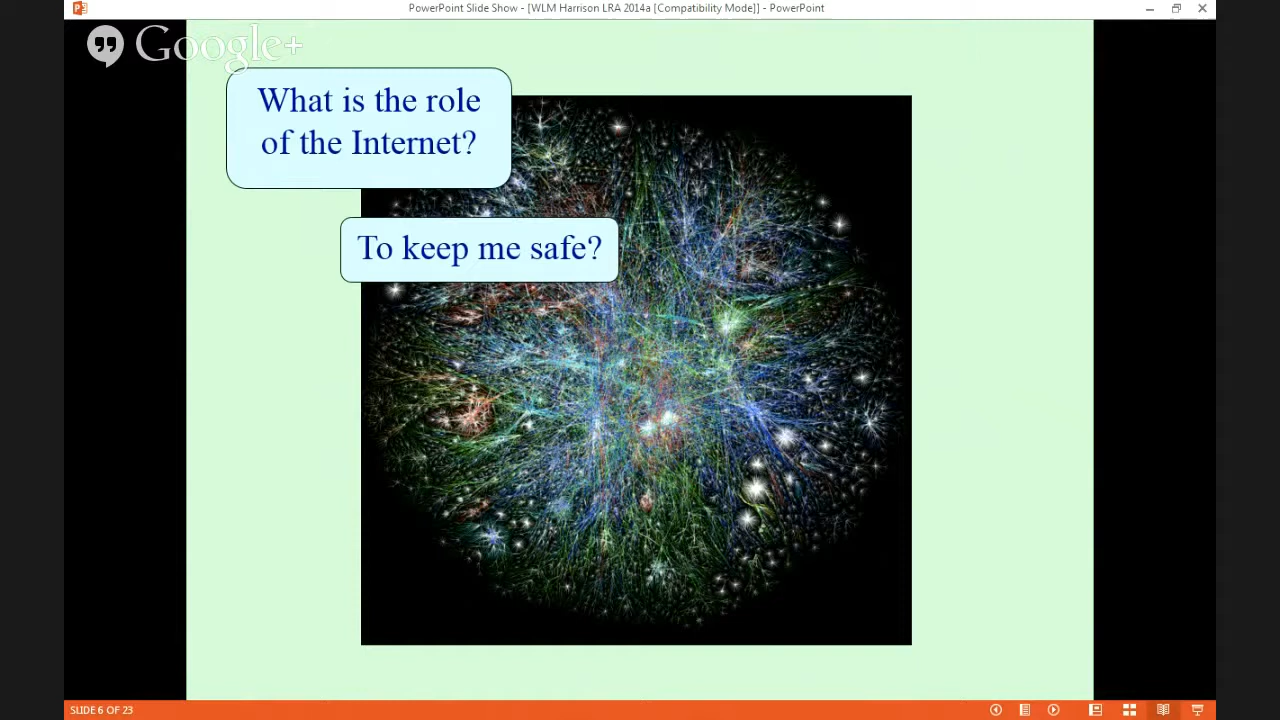 PowerPoint Slide Show - [WLM Harrison LRA 2014a [Compatibility Mode]] - PowerPoint
Google+
What is the role
of the Internet?
To keep me safe?
SLIDE 6 OF 23